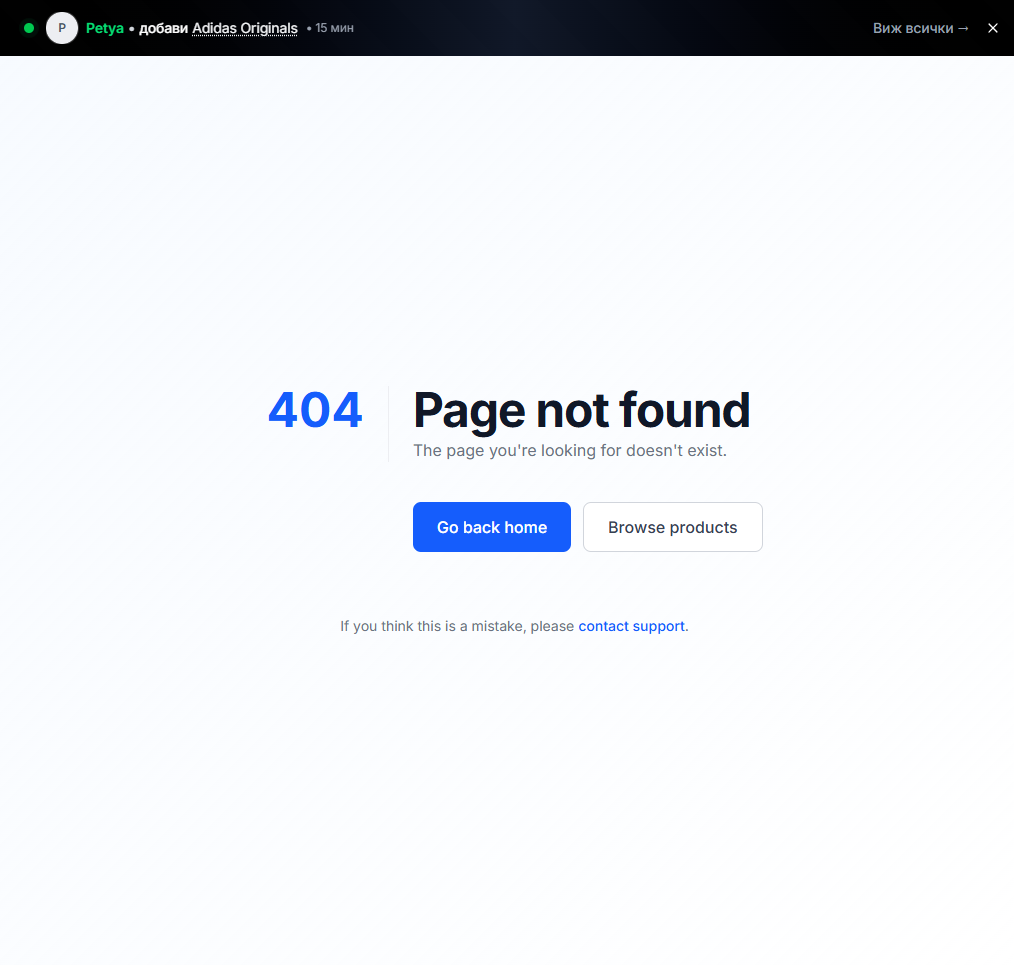 P Petya • добави Adidas Originals • 15 мин Виж всички → ×
404 Page not found
The page you're looking for doesn't exist.
Go back home Browse products
If you think this is a mistake, please contact support.